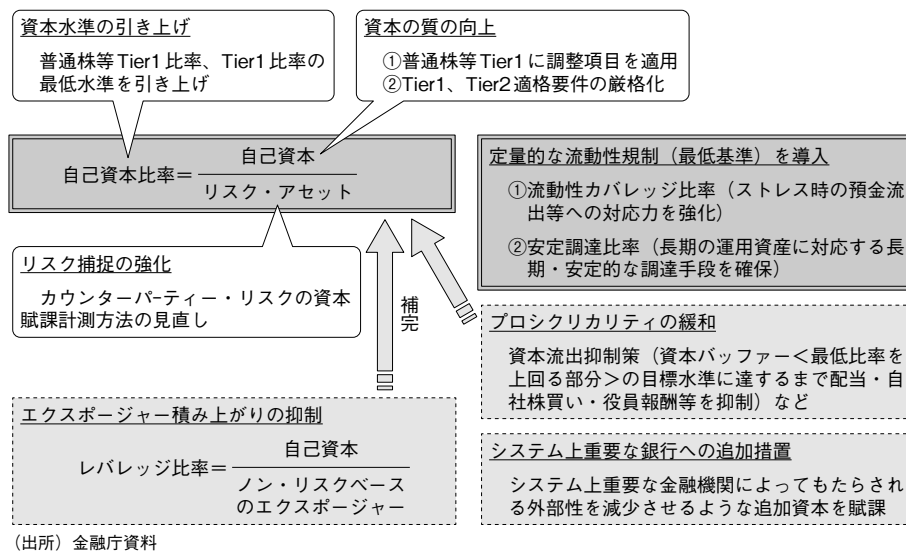 資本水準の引き上げ
普通株等Tier1比率、Tier1比率の
最低水準を引き上げ
資本の質の向上
①普通株等Tier1に調整項目を適用
②Tier1、Tier2適格要件の厳格化
自己資本比率＝
自己資本
リスク・アセット
定量的な流動性規制（最低基準）を導入
①流動性カバレッジ比率（ストレス時の預金流
出等への対応力を強化）
②安定調達比率（長期の運用資産に対応する長
期・安定的な調達手段を確保）
リスク捕捉の強化
カウンターパーティー・リスクの資本
賦課計測方法の見直し
補完
プロシクリカリティの緩和
資本流出抑制策（資本バッファー＜最低比率を
上回る部分＞の目標水準に達するまで配当・自
社株買い・役員報酬等を抑制）など
エクスポージャー積み上がりの抑制
レバレッジ比率＝
自己資本
ノン・リスクベース
のエクスポージャー
システム上重要な銀行への追加措置
システム上重要な金融機関によってもたらされ
る外部性を減少させるような追加資本を賦課
（出所）金融庁資料